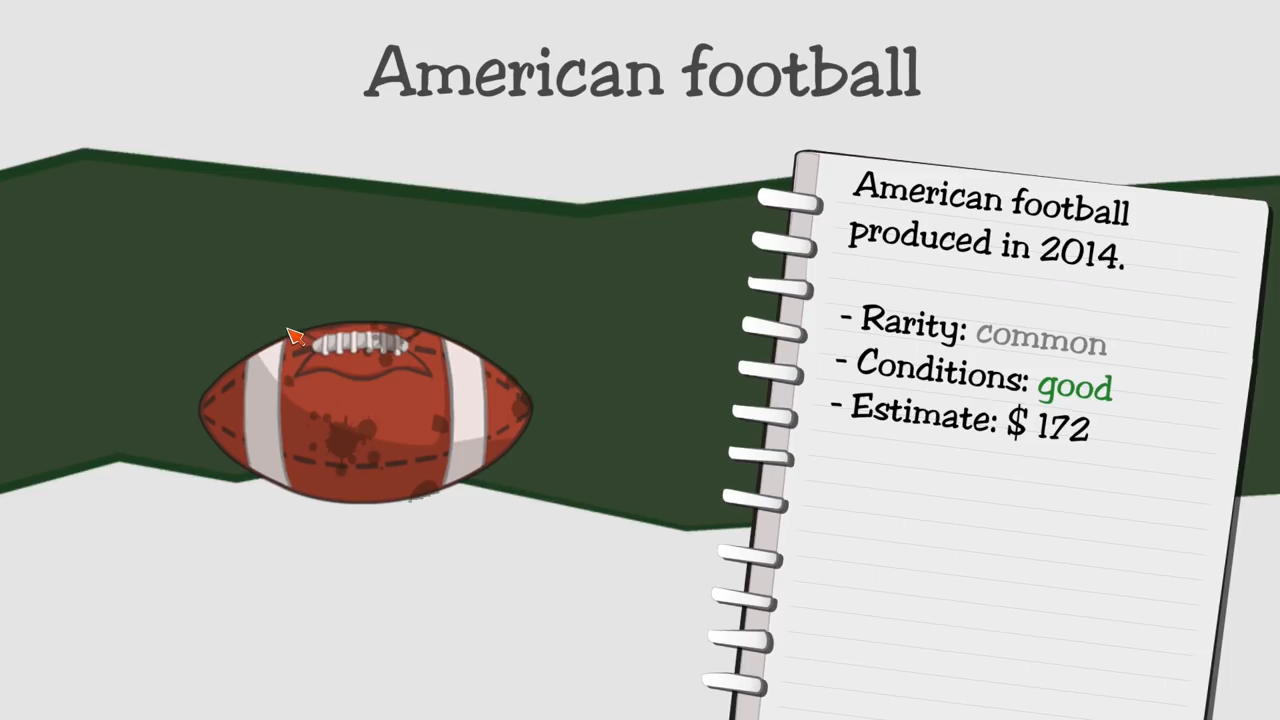 American football
American football
produced in 2014.
- Rarity: common
- Conditions: good
- Estimate: $ 172